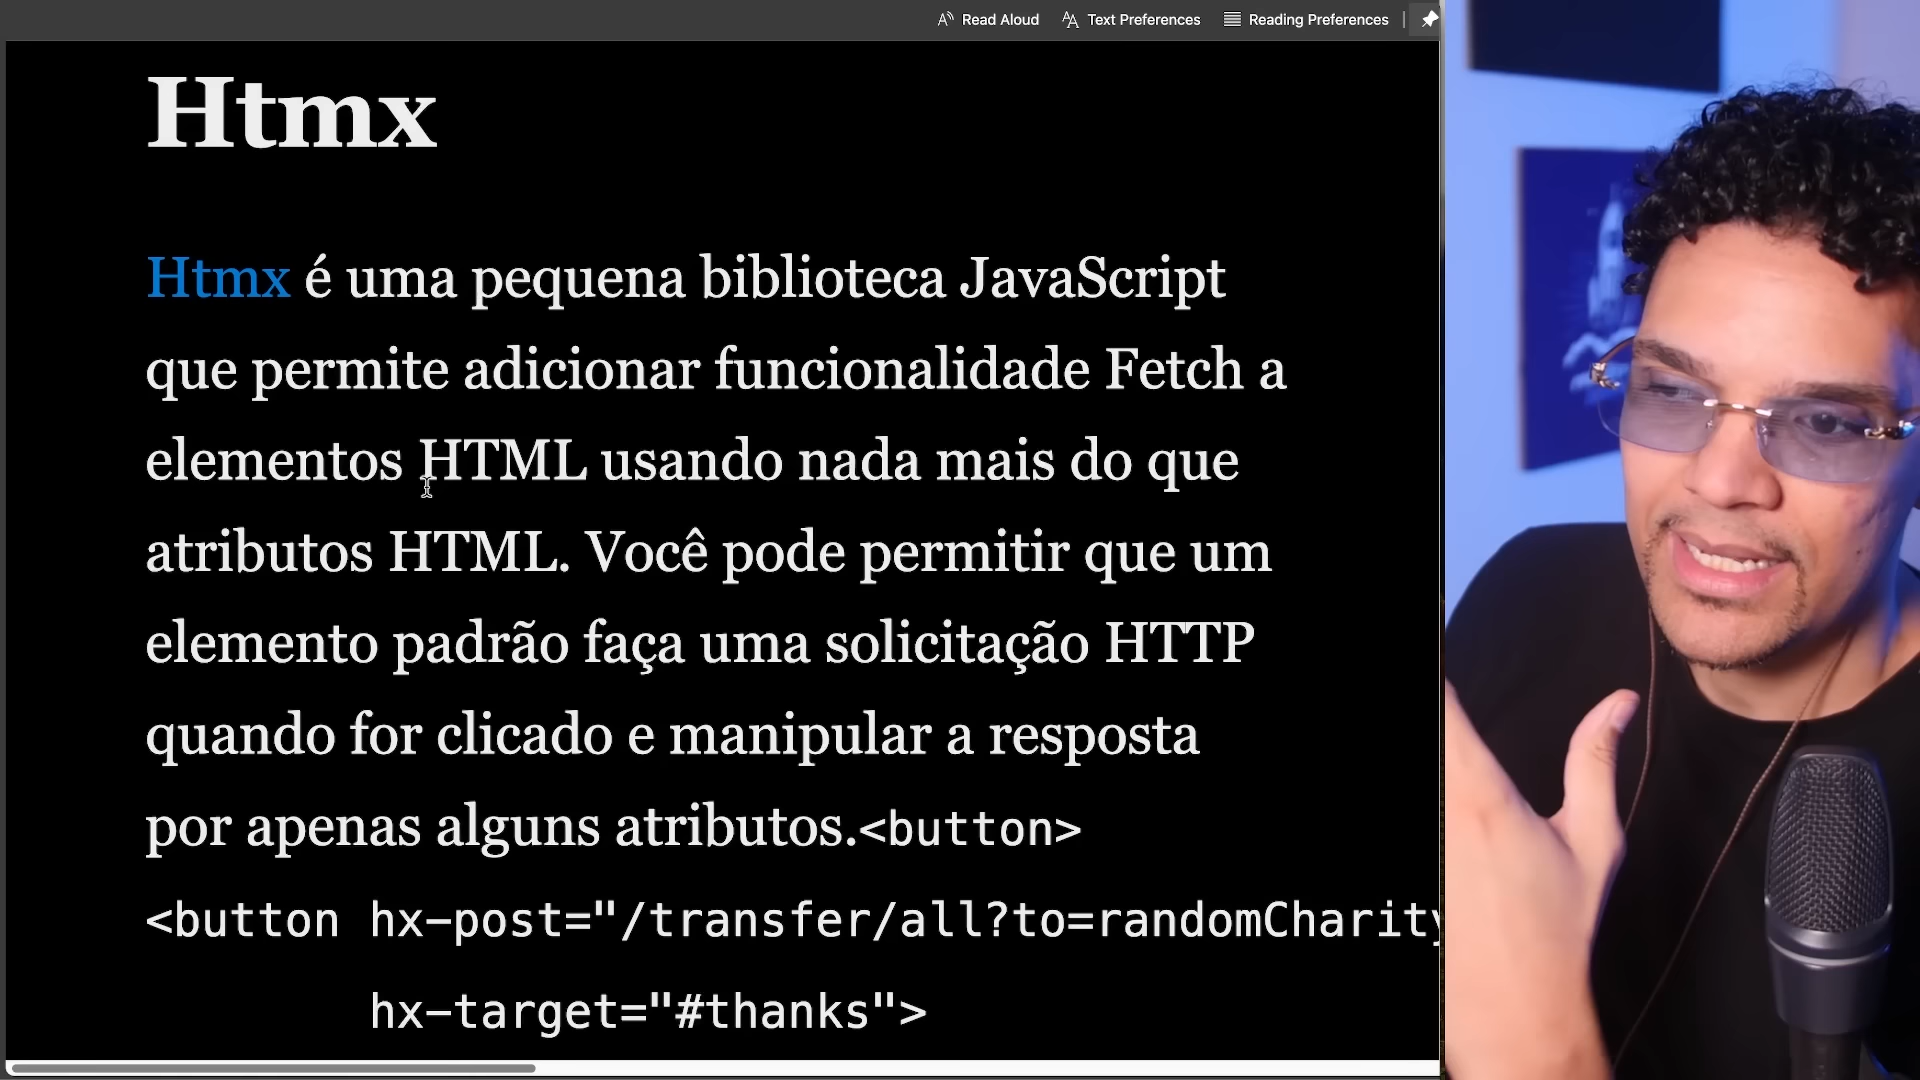 Read Aloud Text Preferences Reading Preferences
Htmx
Htmx é uma pequena biblioteca JavaScript
que permite adicionar funcionalidade Fetch a
elementos HTML usando nada mais do que
atributos HTML. Você pode permitir que um
elemento padrão faça uma solicitação HTTP
quando for clicado e manipular a resposta
por apenas alguns atributos.<button>
<button hx-post="/transfer/all?to=randomCharity
hx-target="#thanks">